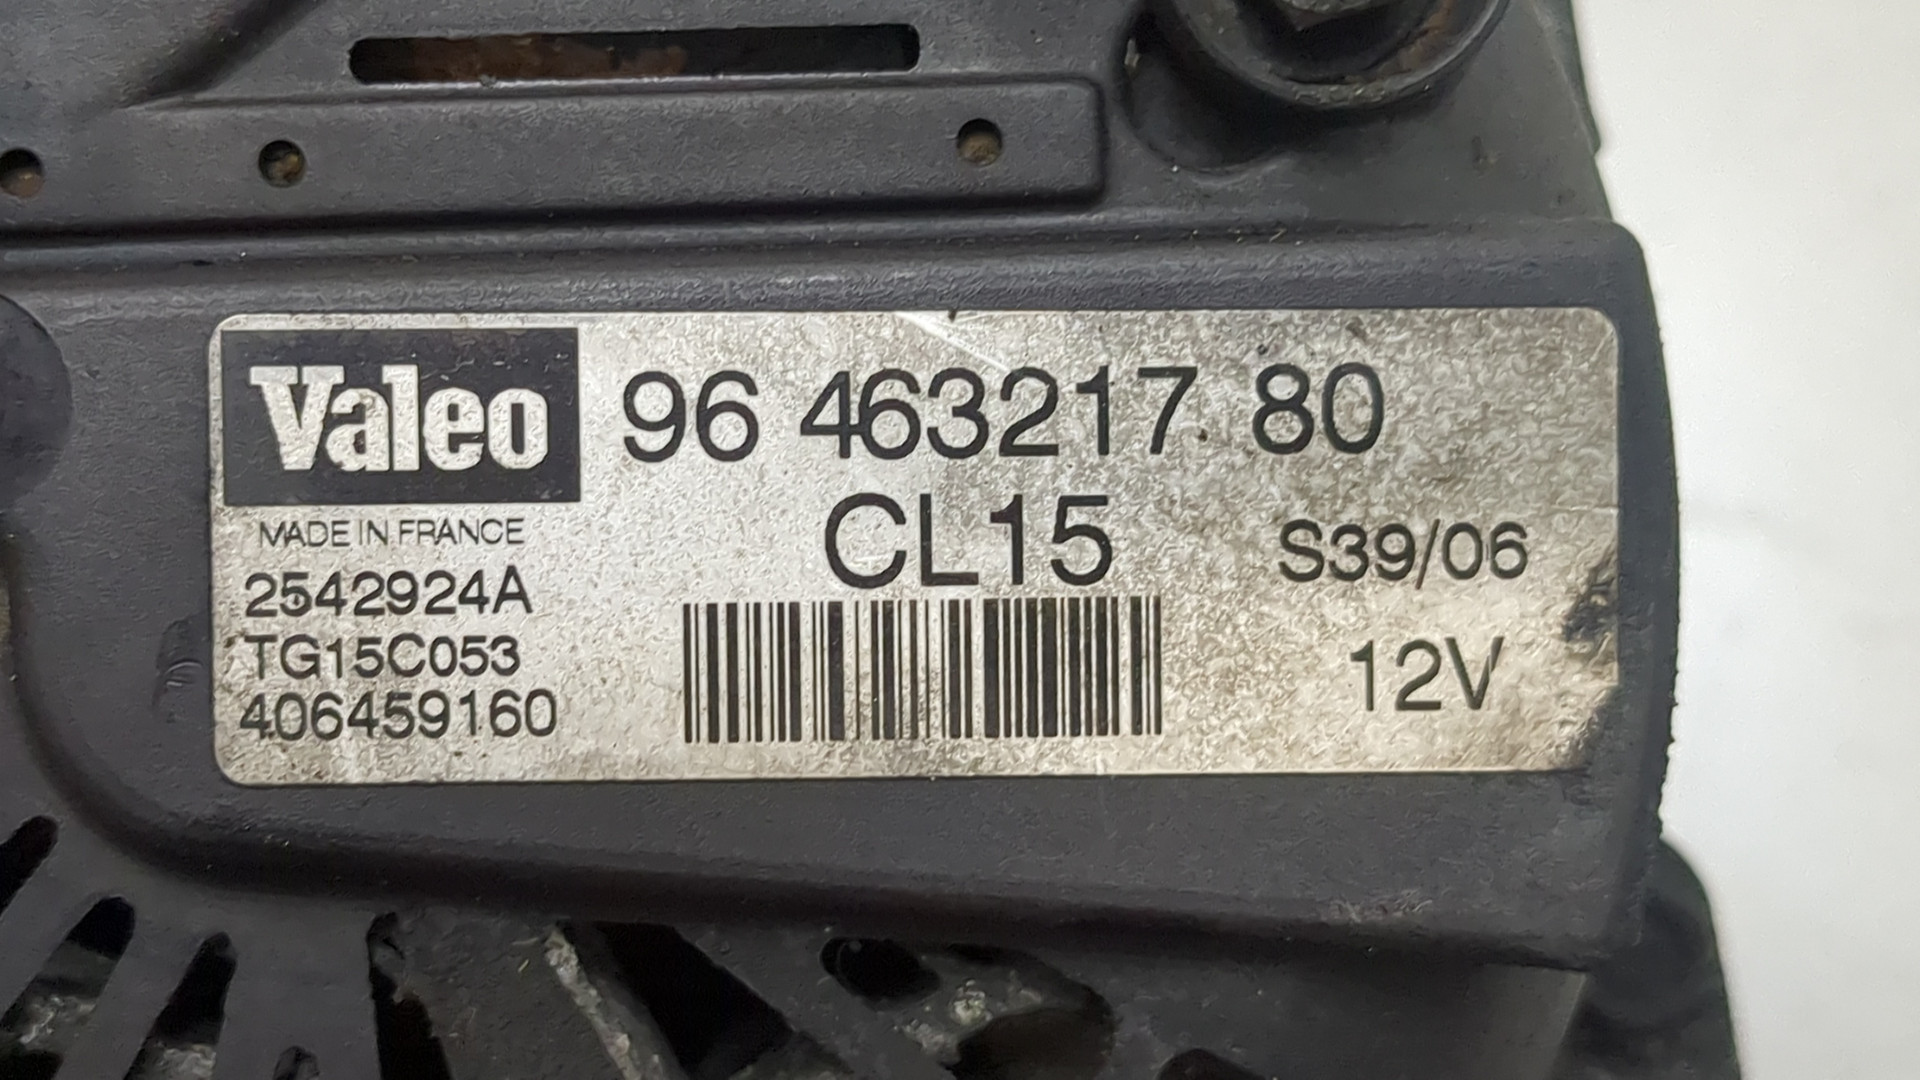 Valeo 96 463217 80
CL15
S39/06
MADE IN FRANCE
2542924A
TG15C053
406459160
12V